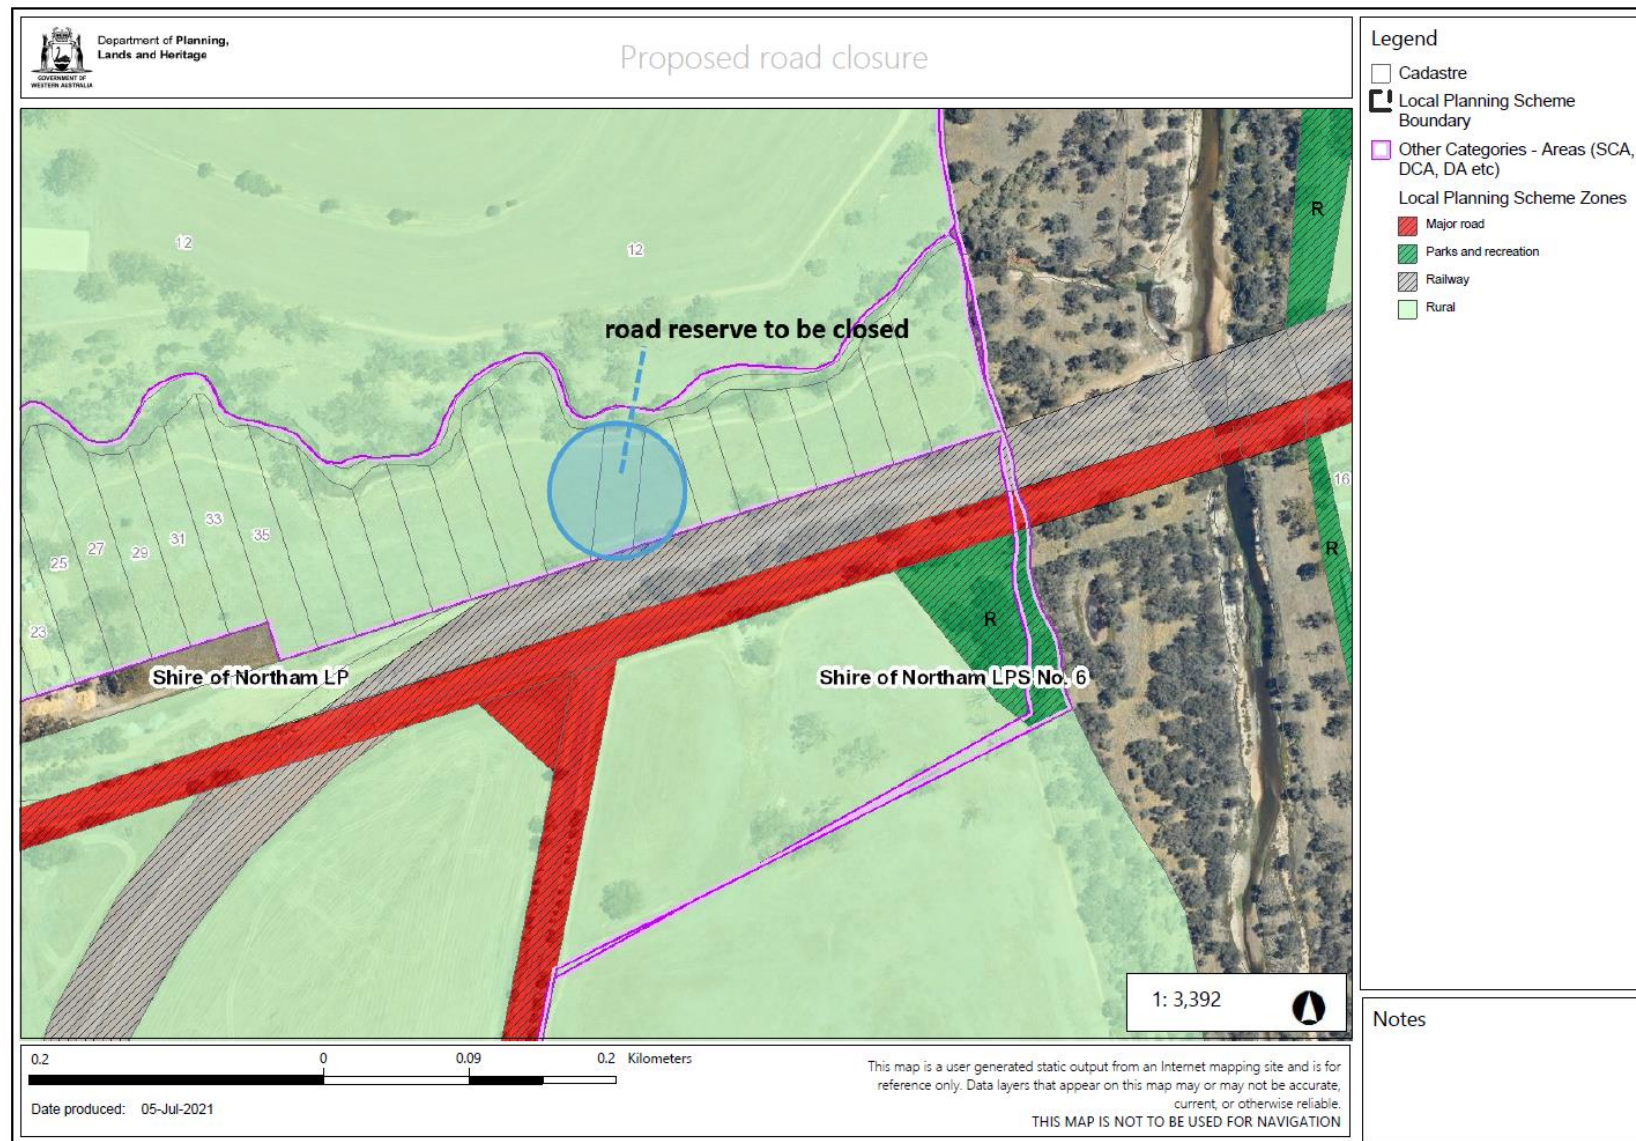 Department of Planning,
Lands and Heritage
GOVERNMENT OF
WESTERN AUSTRALIA
Proposed road closure
Legend
Cadastre
Local Planning Scheme
Boundary
Other Categories - Areas (SCA,
DCA, DA etc)
Local Planning Scheme Zones
Major road
Parks and recreation
Railway
Rural
R
12
12
road reserve to be closed
16
33
35
31
27
29
25
R
R
23
Shire of Northam LP
Shire of Northam LPS No. 6
1: 3,392
Notes
0.2
0
0.09
0.2
Kilometers
Date produced: 05-Jul-2021
This map is a user generated static output from an Internet mapping site and is for
reference only. Data layers that appear on this map may or may not be accurate,
current, or otherwise reliable.
THIS MAP IS NOT TO BE USED FOR NAVIGATION